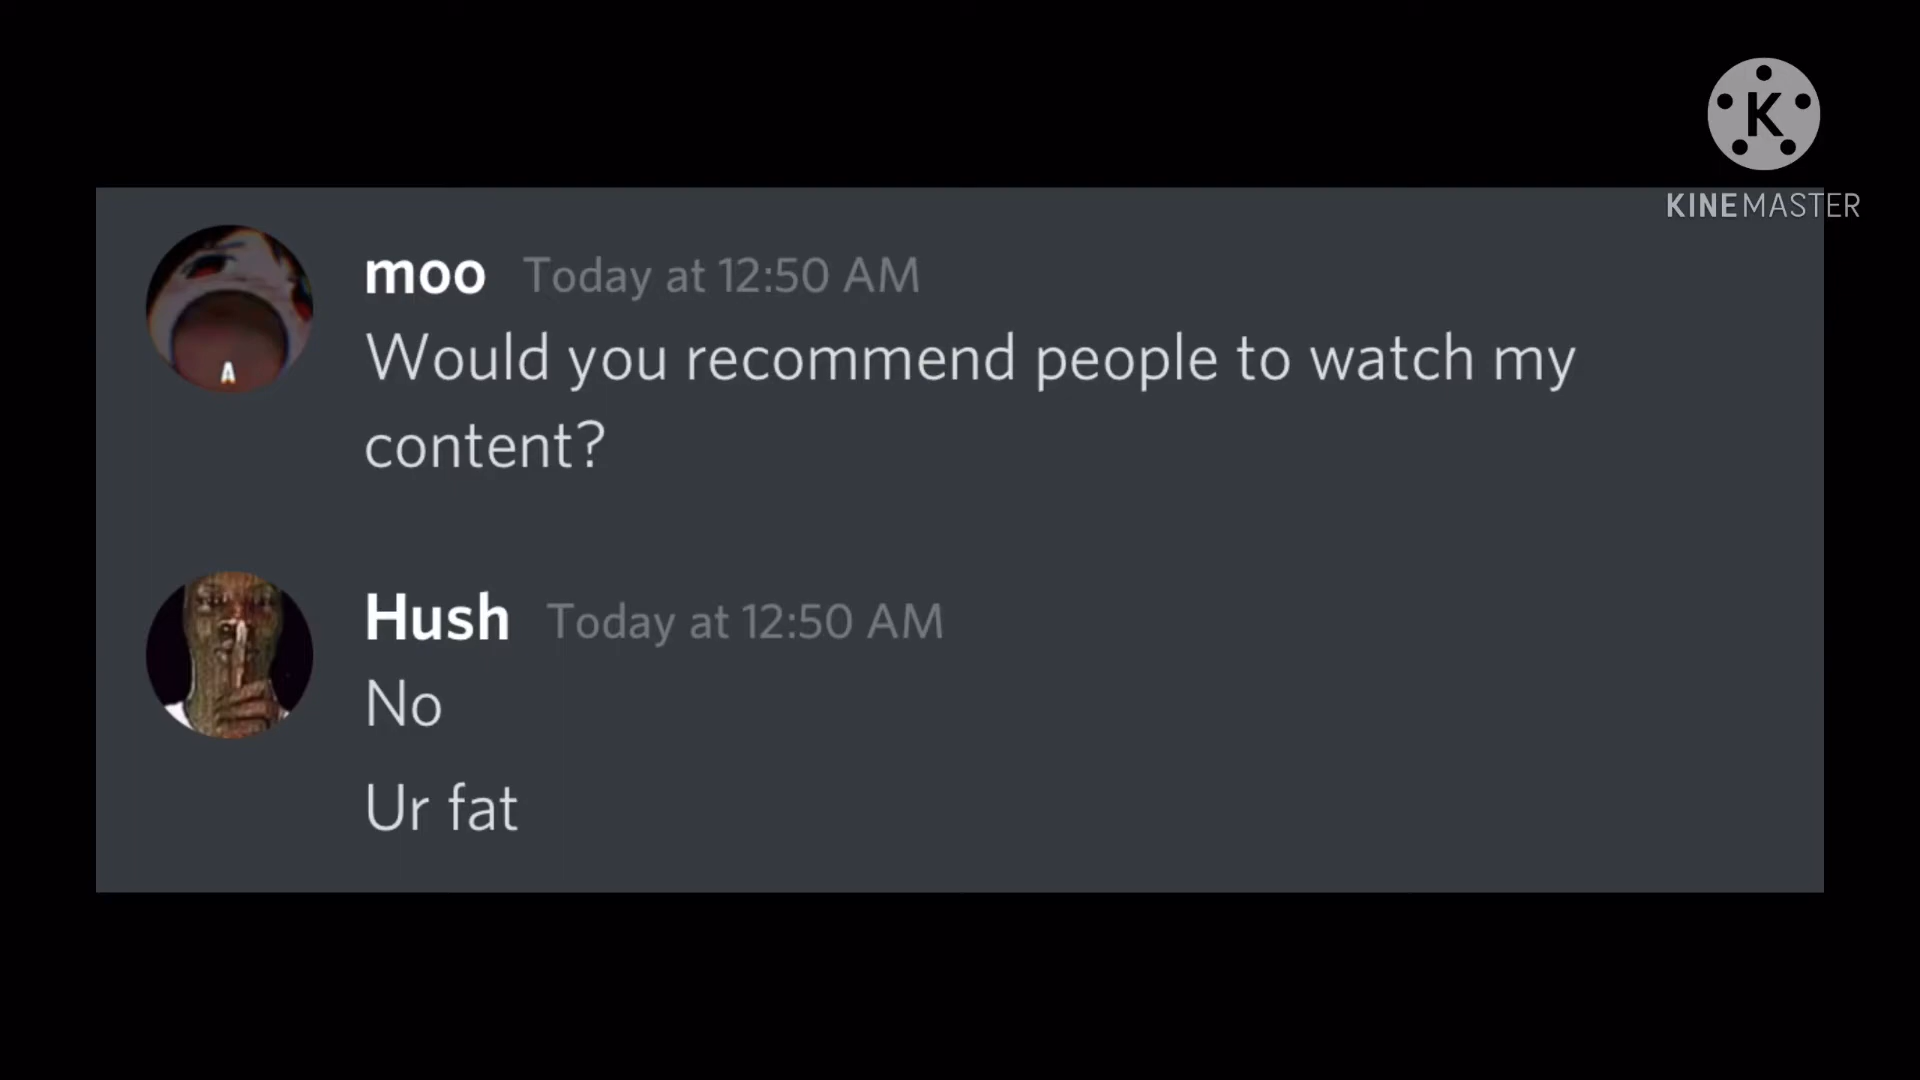 K
KINEMASTER
moo Today at 12:50 AM
Would you recommend people to watch my
content?
A
Hush Today at 12:50 AM
No
Ur fat